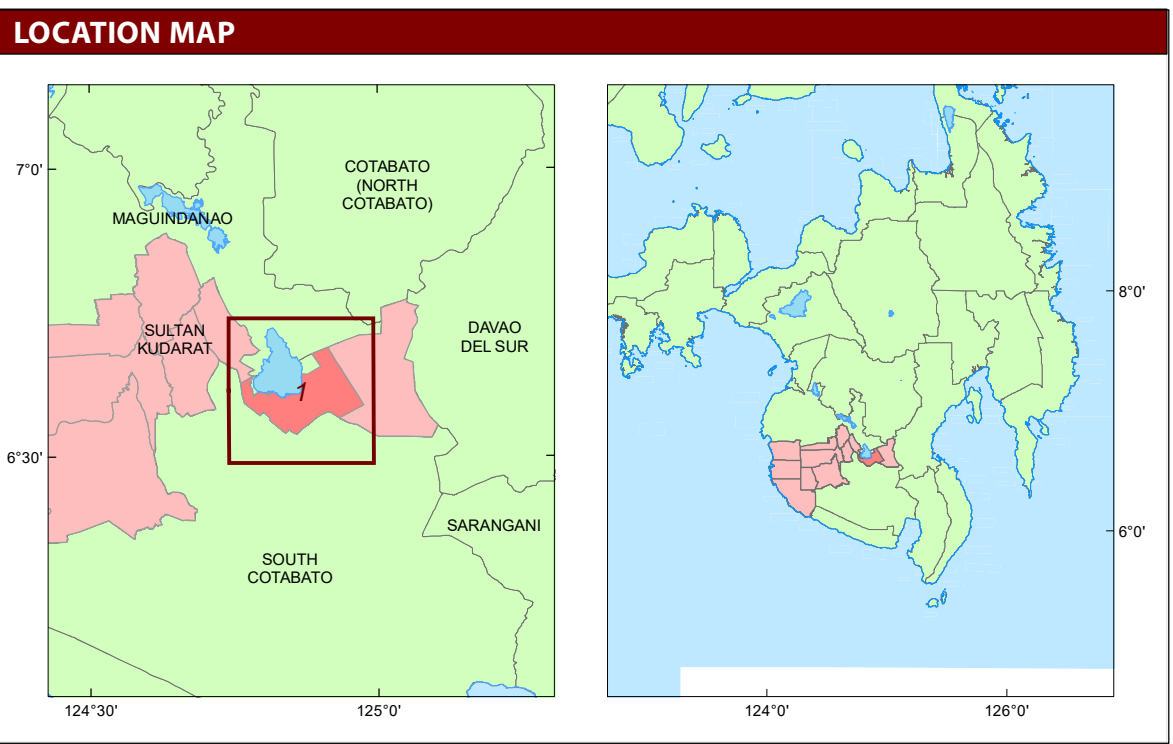 LOCATION MAP
7°0'
6°30'
124°30'
125°0'
COTABATO
(NORTH
COTABATO)
MAGUINDANAO
SULTAN
KUDARAT
DAVAO
DEL SUR
1
SARANGANI
SOUTH
COTABATO
8°0'
6°0'
124°0'
126°0'